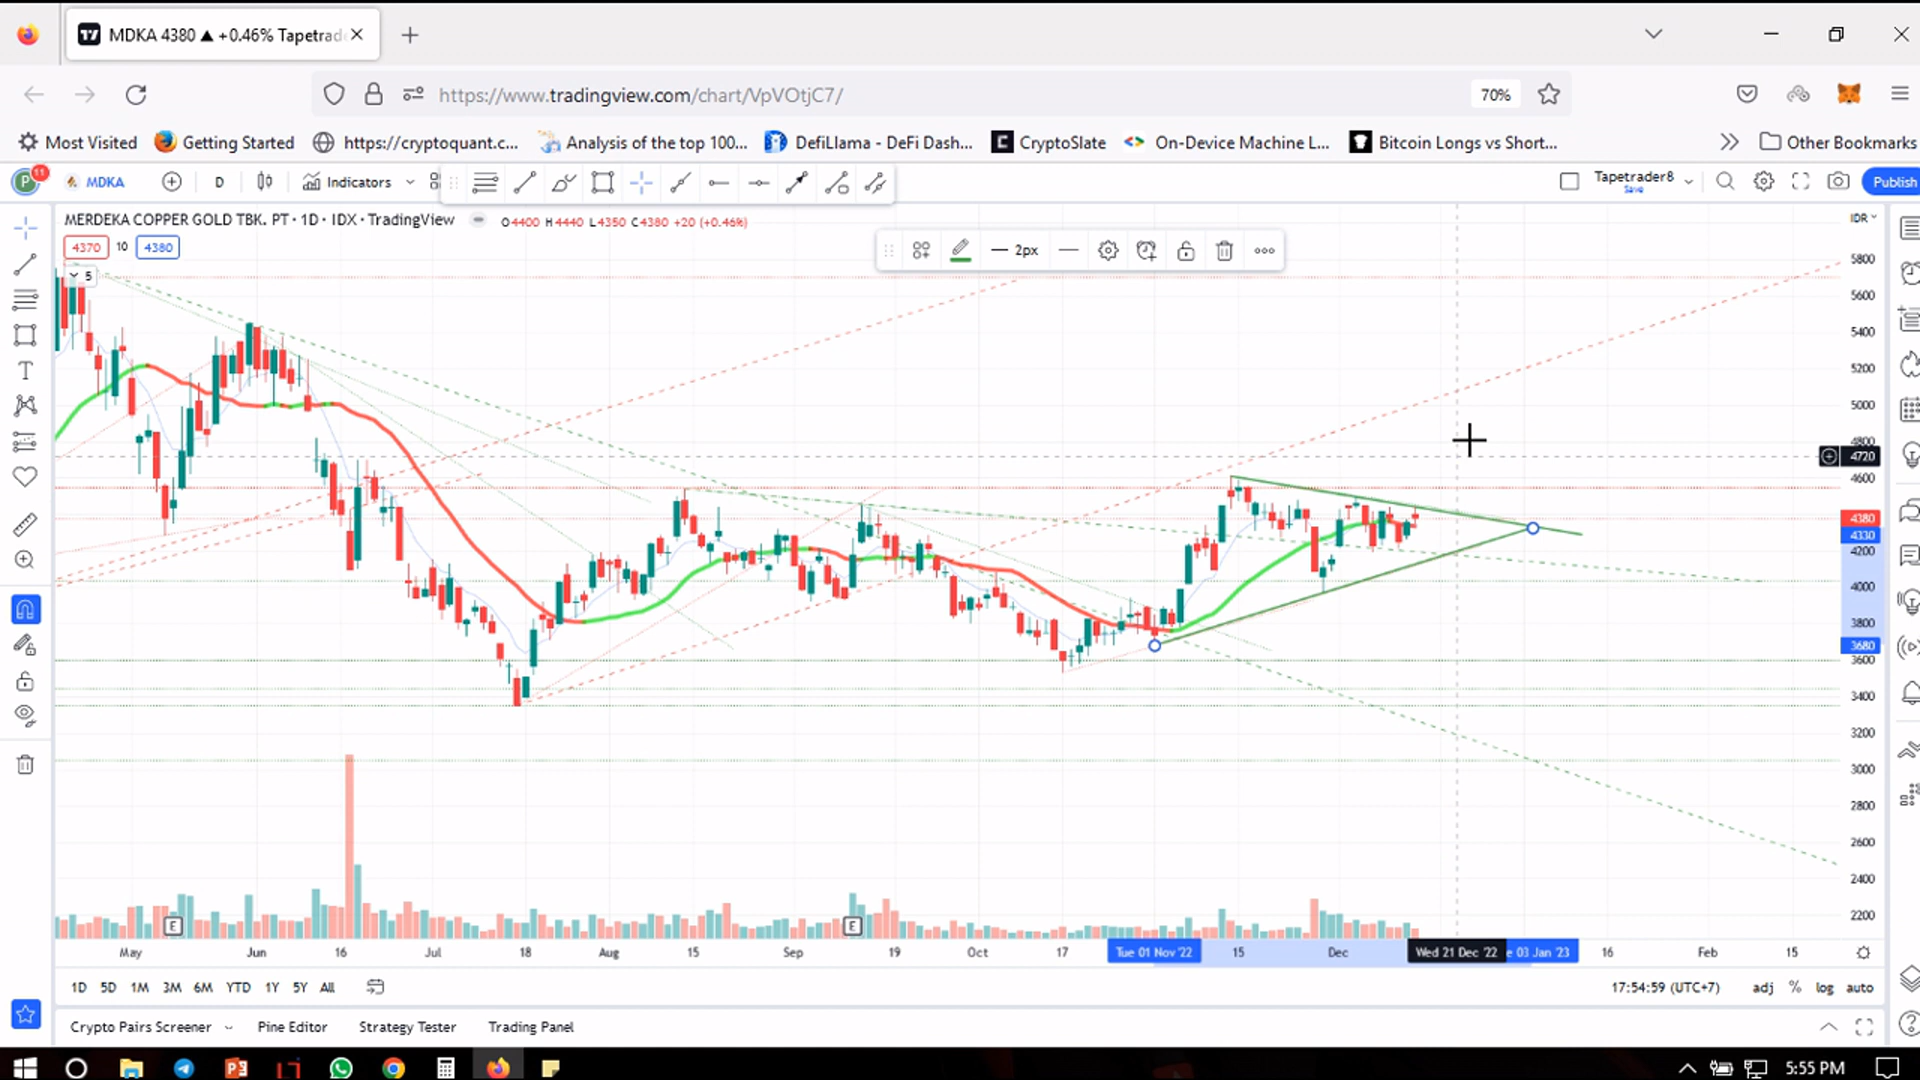 MDKA 4380 ▲ +0.46% Tapetrad
https://www.tradingview.com/chart/VpVOtjC7/
70%
Most Visited
Getting Started
https://cryptoquant.c...
Analysis of the top 100...
DefiLlama - DeFi Dash...
CryptoSlate
On-Device Machine L...
Bitcoin Longs vs Short...
Other Bookmarks
P
11
MDKA
D
Indicators
Tapetrader8
Save
Publish
MERDEKA COPPER GOLD TBK. PT · 1D · IDX · TradingView
O4400 H4440 L4350 C4380 +20 (+0.46%)
IDR
4370
10
4380
2px
5
5800
5600
5400
5200
5000
4800
4720
4600
4380
4330
4200
4000
3800
3680
3600
3400
3200
3000
2800
2600
2400
2200
E
E
May
Jun
16
Jul
18
Aug
15
Sep
19
Oct
17
Tue 01 Nov '22
15
Dec
Wed 21 Dec '22
e 03 Jan '23
16
Feb
15
1D
5D
1M
3M
6M
YTD
1Y
5Y
All
17:54:59 (UTC+7)
adj
%
log
auto
Crypto Pairs Screener
Pine Editor
Strategy Tester
Trading Panel
5:55 PM